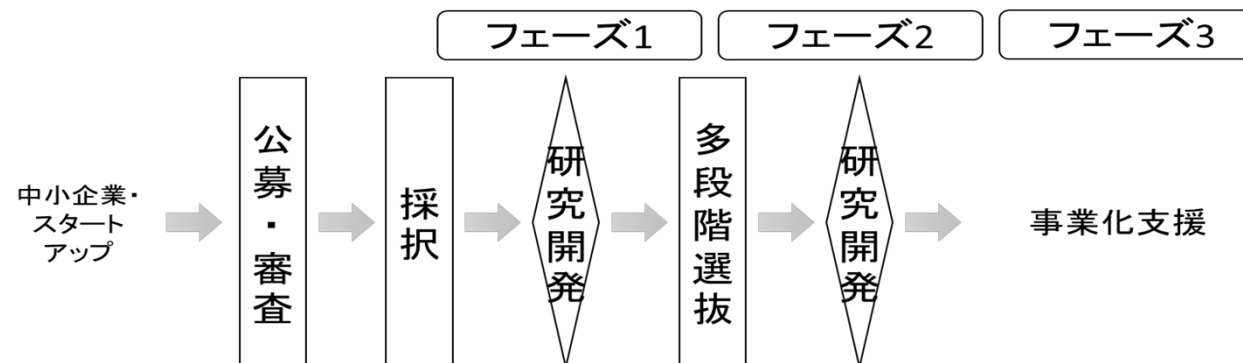 フェーズ1
フェーズ2
フェーズ3
中小企業・
スタート
アップ
公募・審査
採択
研究開発
多段階選抜
研究開発
事業化支援